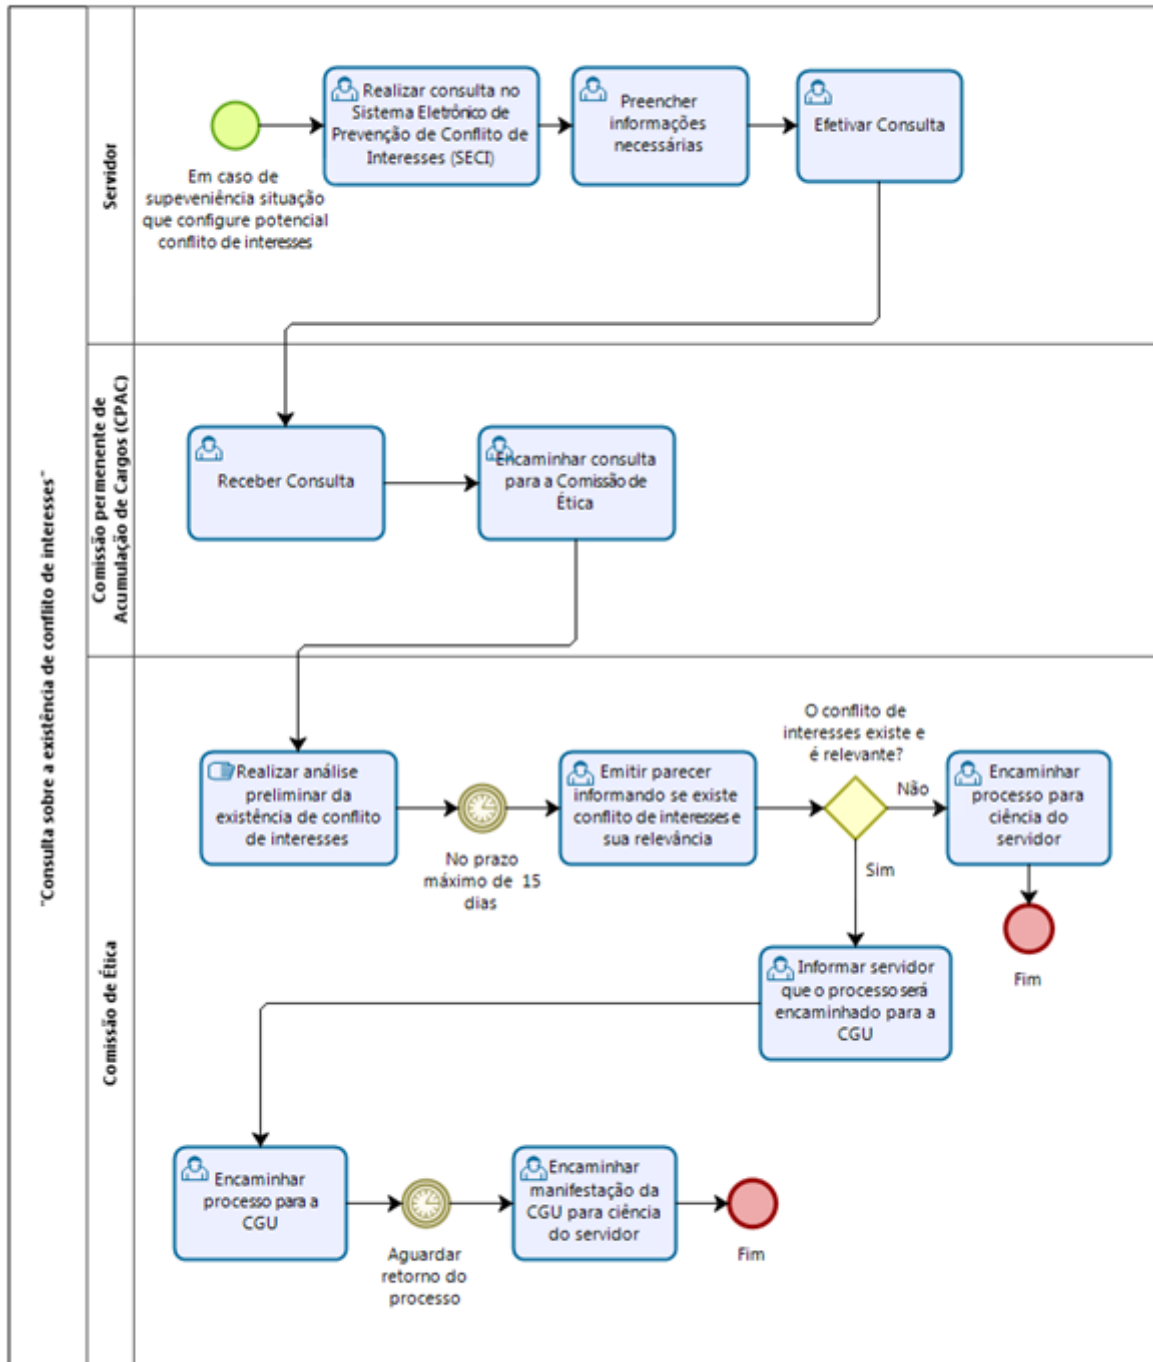 "Consulta sobre a existência de conflito de interesses"
Servidor
Em caso de
supeveniência situação
que configure potencial
conflito de interesses
Realizar consulta no
Sistema Eletrônico de
Prevenção de Conflito de
Interesses (SECI)
Preencher
informações
necessárias
Efetivar Consulta
Comissão permenente de
Acumulação de Cargos (CPAC)
Receber Consulta
Encaminhar consulta
para a Comissão de
Ética
Comissão de Ética
Realizar análise
preliminar da
existência de conflito
de interesses
No prazo
máximo de 15
dias
Emitir parecer
informando se existe
conflito de interesses e
sua relevância
O conflito de
interesses existe e
é relevante?
Não
Encaminhar
processo para
ciência do
servidor
Fim
Sim
Informar servidor
que o processo será
encaminhado para a
CGU
Encaminhar
processo para a
CGU
Aguardar
retorno do
processo
Encaminhar
manifestação da
CGU para ciência
do servidor
Fim